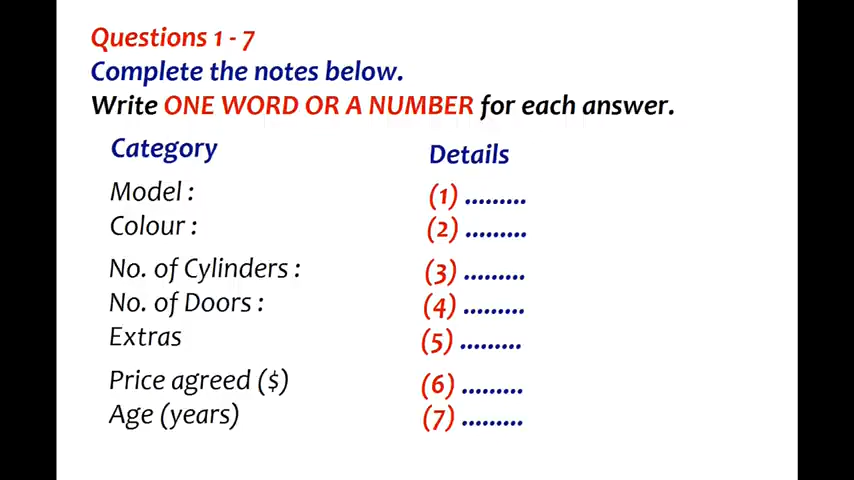 Questions 1 - 7
Complete the notes below.
Write ONE WORD OR A NUMBER for each answer.
Category Details
Model : (1) .........
Colour : (2) .........
No. of Cylinders : (3) .........
No. of Doors : (4) .........
Extras (5) .........
Price agreed ($) (6) .........
Age (years) (7) .........